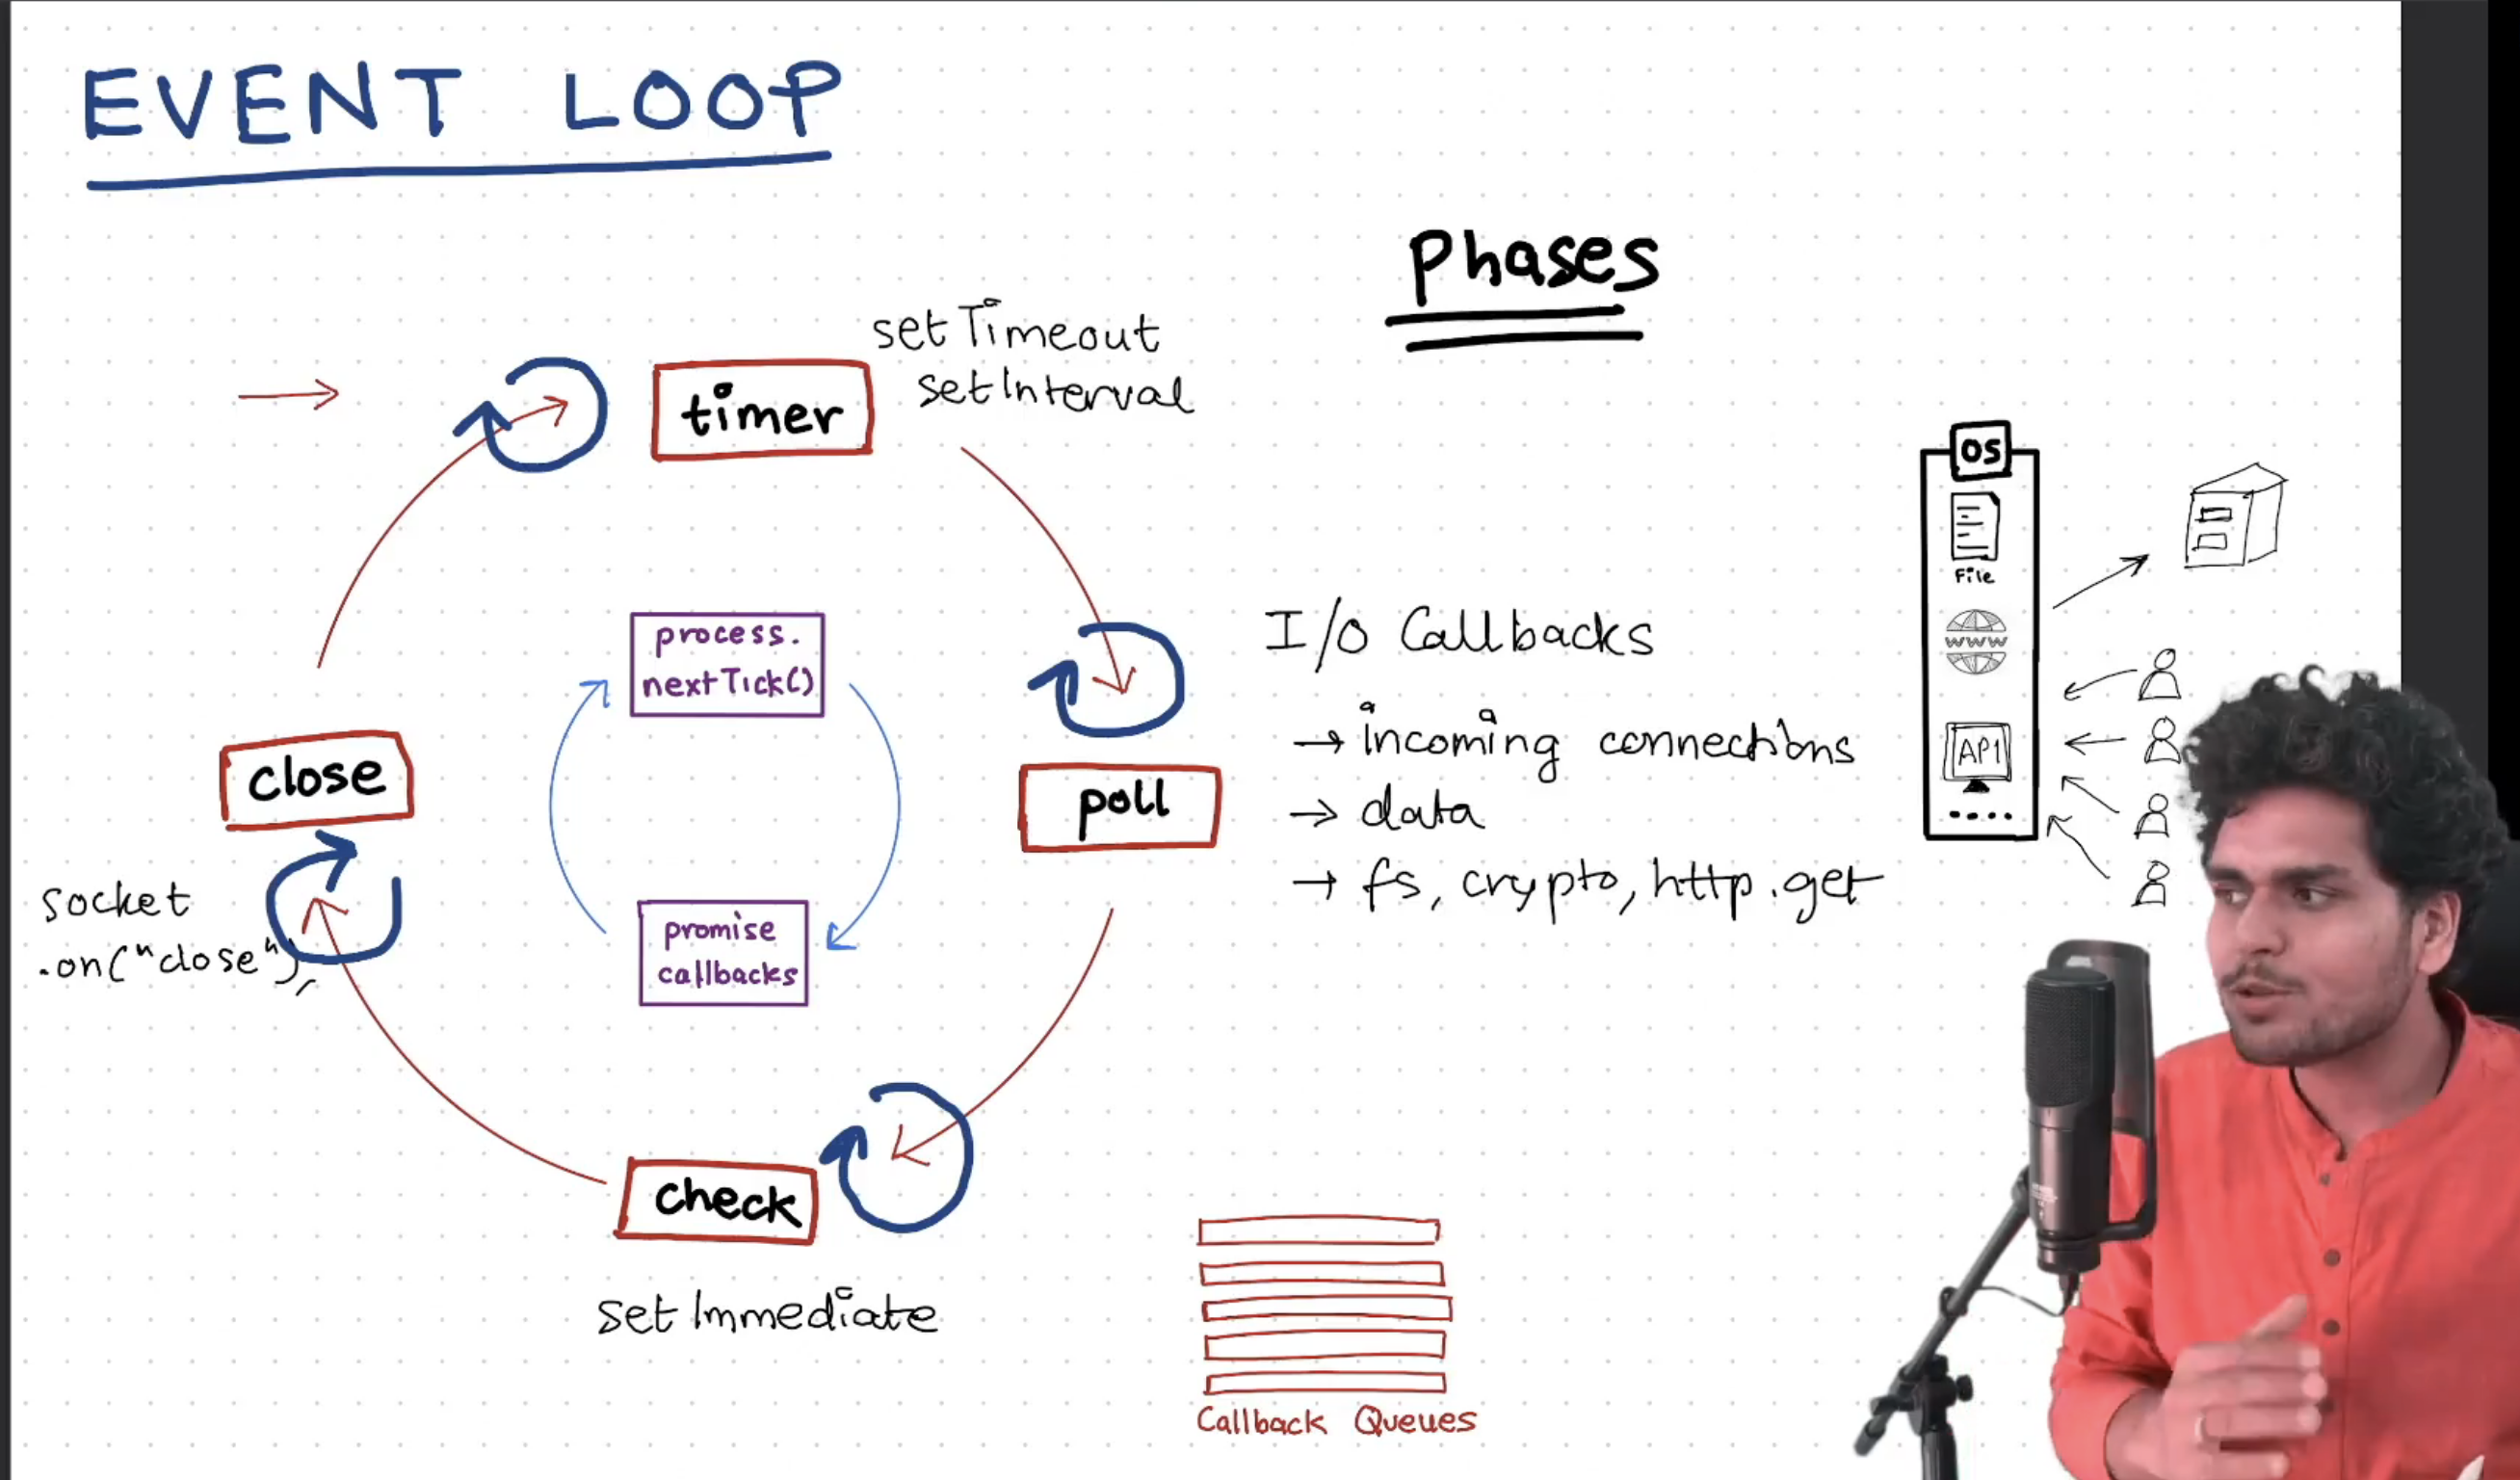 EVENT LOOP
Phases
setTimeout
setInterval
timer
OS
File
www
API
....
process.
nextTick()
I/O Callbacks
→ incoming connections
→ data
→ fs, crypto, http.get
close
poll
socket
.on("close"),
promise
callbacks
check
setImmediate
Callback Queues